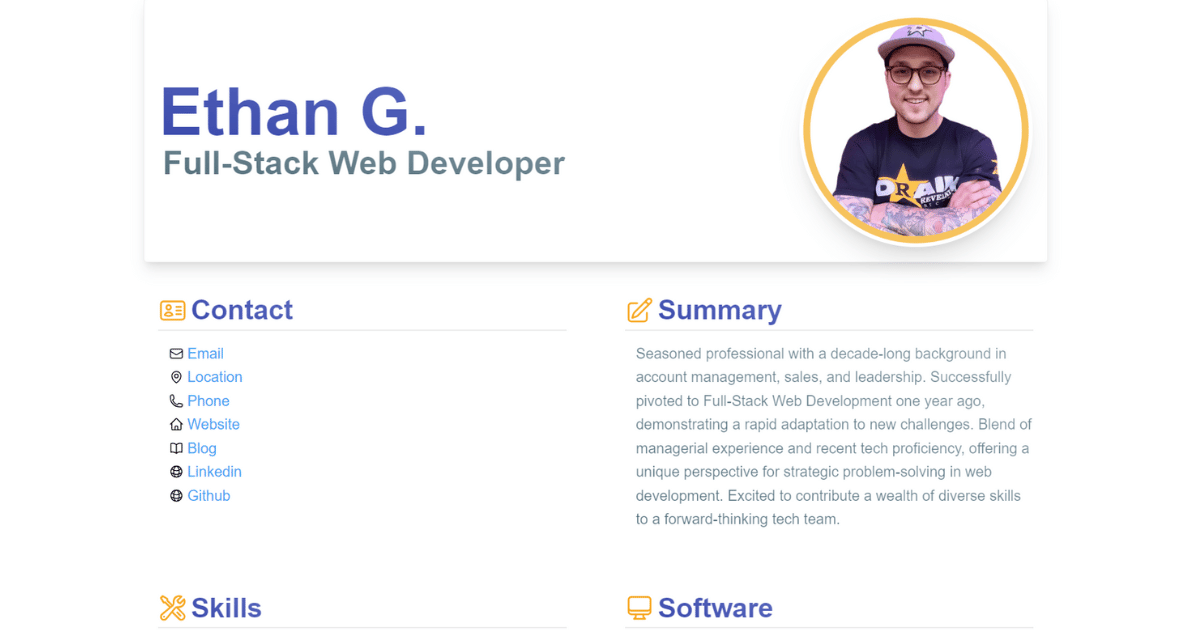 Ethan G.
Full-Stack Web Developer
Contact
Email
Location
Phone
Website
Blog
Linkedin
Github
Summary
Seasoned professional with a decade-long background in
account management, sales, and leadership. Successfully
pivoted to Full-Stack Web Development one year ago,
demonstrating a rapid adaptation to new challenges. Blend of
managerial experience and recent tech proficiency, offering a
unique perspective for strategic problem-solving in web
development. Excited to contribute a wealth of diverse skills
to a forward-thinking tech team.
Skills
Software